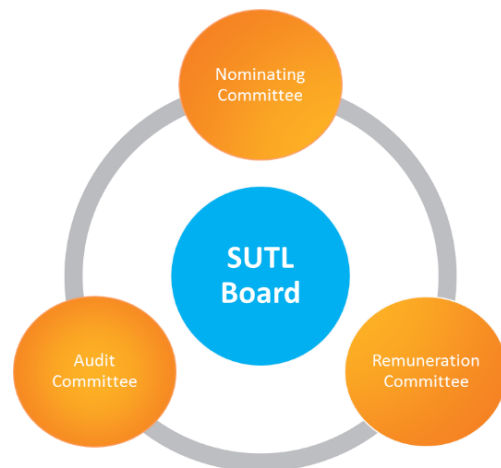 Nominating
Committee
SUTL
Board
Audit
Committee
Remuneration
Committee